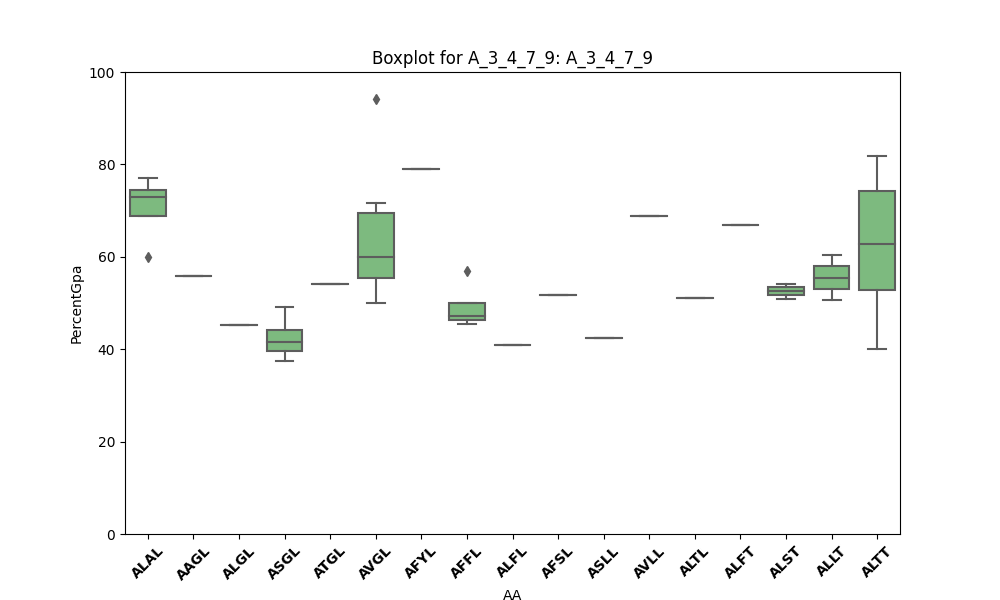 Boxplot for A_3_4_7_9: A_3_4_7_9
PercentGpa
100
80
60
40
20
0
ALAL AAGL ALGL ASGL ATGL AVGL AFYL AFFL ALFL AFSL ASLL AVLL ALTL ALFT ALST ALLT ALTT
AA